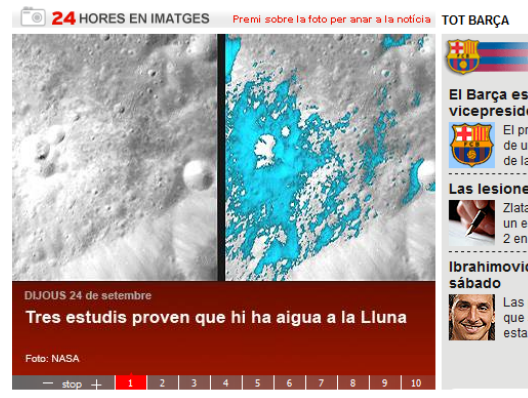 24 HORES EN IMATGES
Premi sobre la foto per anar a la notícia
DIJOUS 24 de setembre
Tres estudis proven que hi ha aigua a la Lluna
Foto: NASA
— stop + 1 2 3 4 5 6 7 8 9 10
TOT BARÇA
El Barça es
vicepreside
El pr
de u
de la
Las lesione
Zlata
un e
2 en
Ibrahimovic
sábado
Las
que
esta